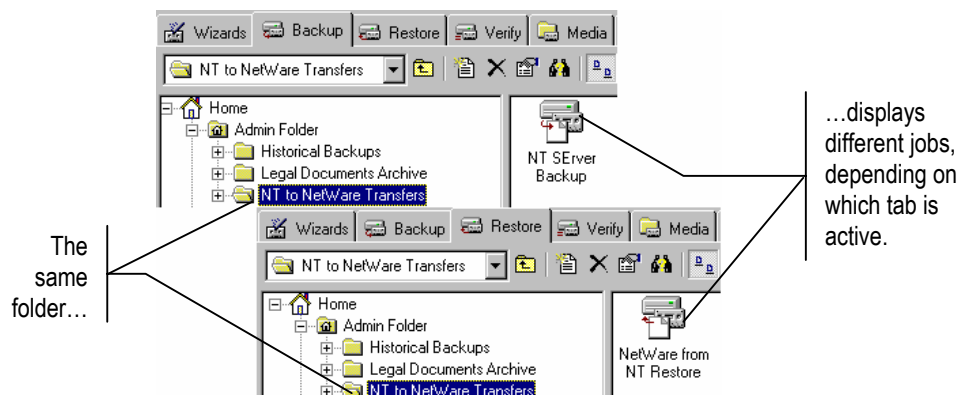 Wizards Backup Restore Verify Media
NT to NetWare Transfers
Home
Admin Folder
Historical Backups
Legal Documents Archive
NT to NetWare Transfers
NT SErver
Backup
…displays
different jobs,
depending on
which tab is
active.
The
same
folder…
Wizards Backup Restore Verify Media
NT to NetWare Transfers
Home
Admin Folder
Historical Backups
Legal Documents Archive
NT to NetWare Transfers
NetWare from
NT Restore